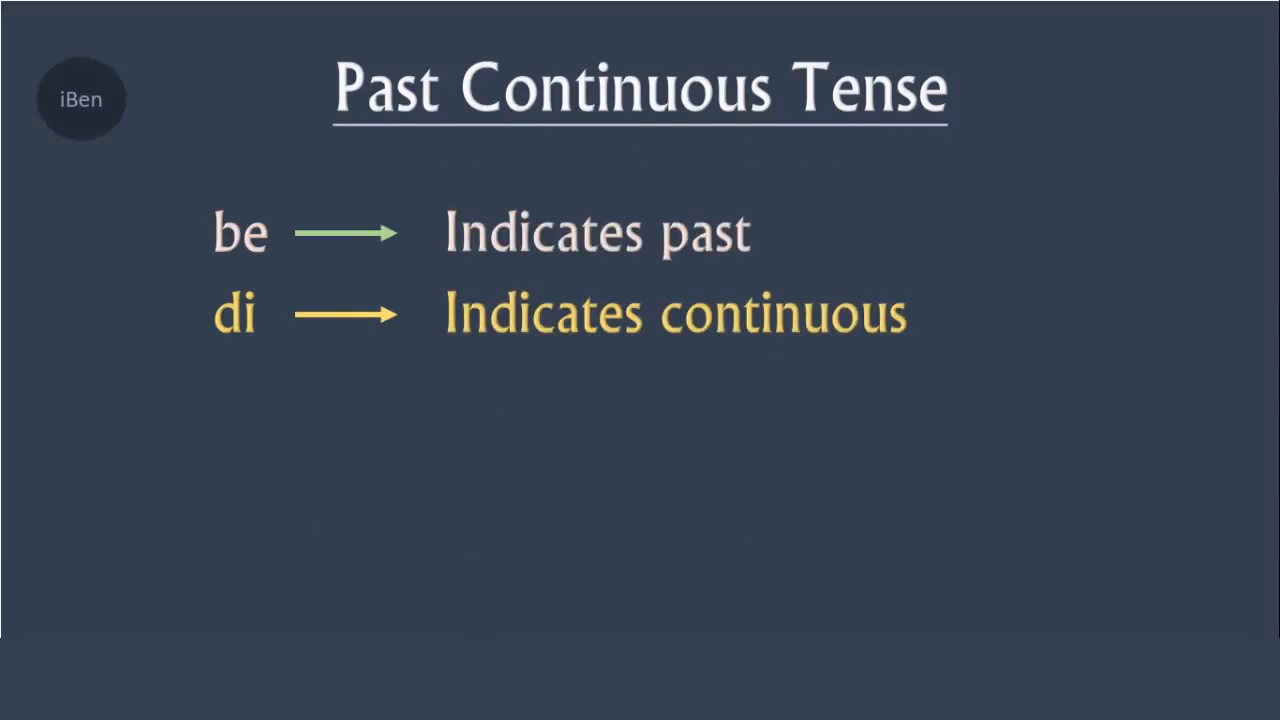 iBen
Past Continuous Tense
be Indicates past
di Indicates continuous